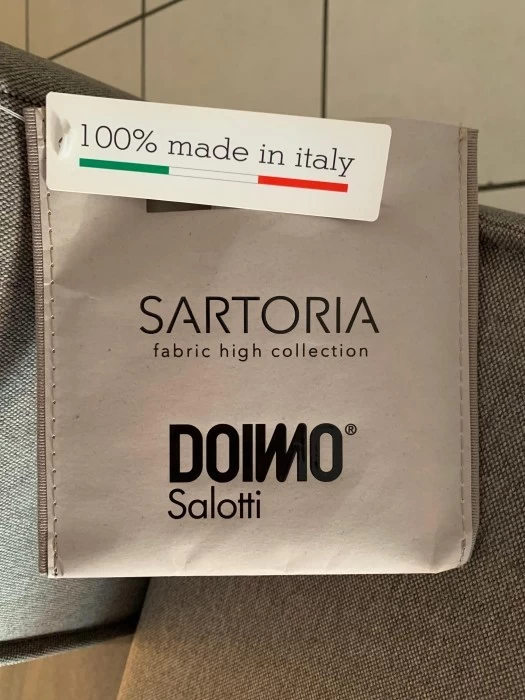 100% made in italy
SARTORIA
fabric high collection
DOIMO®
Salotti